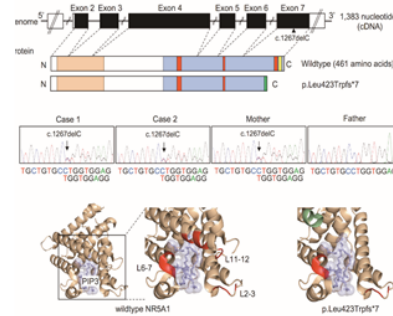 enome 5' Exon 2 Exon 3 Exon 4 Exon 5 Exon 6 Exon 7 3' 1,383 nucleotide
(cDNA)
c.1267delC
rotein
N C Wildtype (461 amino acids)
N C p.Leu423Trpfs*7
Case 1 Case 2 Mother Father
c.1267delC c.1267delC c.1267delC
TGCTGTGCCTGGTGGAG TGCTGTGCCTGGTGGAG TGCTGTGCCTGGTGGAG TGCTGTGCCTGGTGGAG
TGGTGGAGG TGGTGGAGG TGGTGGAGG
PIP3 L6-7 L11-12
L2-3
wildtype NR5A1 p.Leu423Trpfs*7